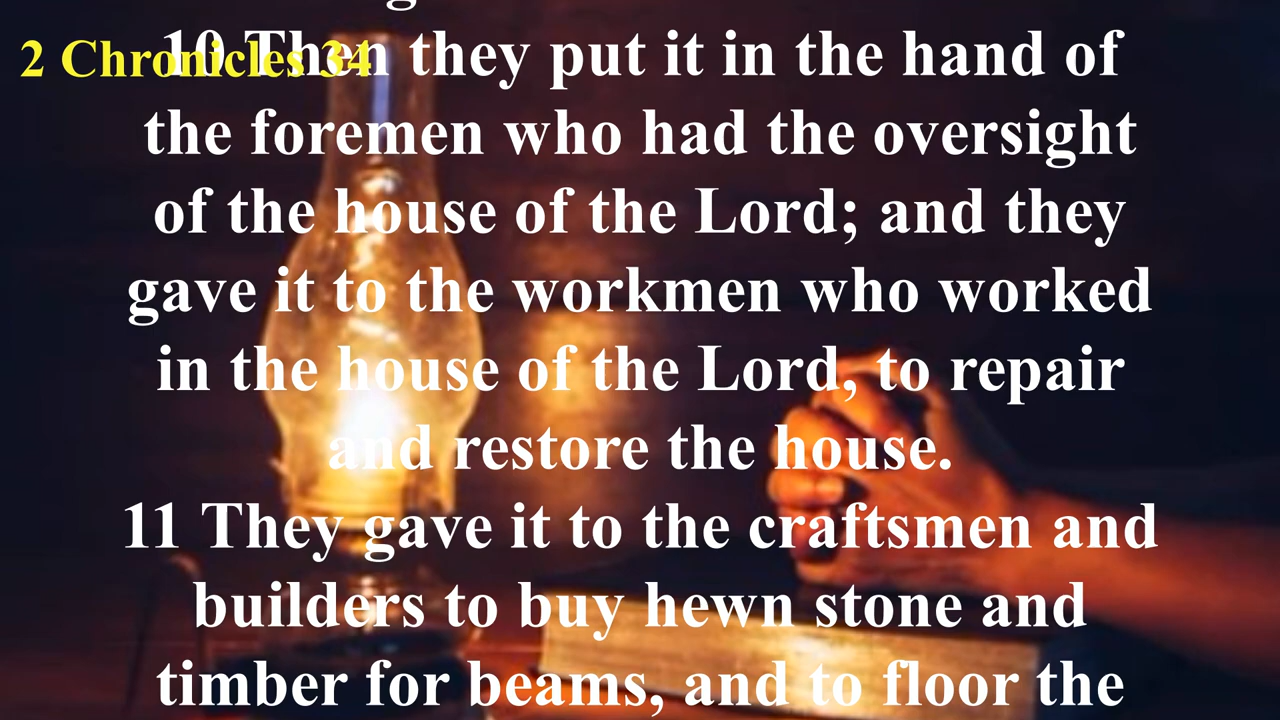 2 Chronicles 34
10 Then they put it in the hand of
the foremen who had the oversight
of the house of the Lord; and they
gave it to the workmen who worked
in the house of the Lord, to repair
and restore the house.
11 They gave it to the craftsmen and
builders to buy hewn stone and
timber for beams, and to floor the